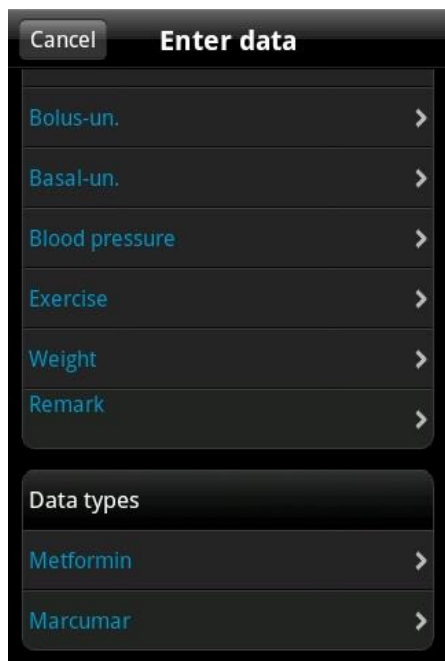 Cancel Enter data
Bolus-un.
Basal-un.
Blood pressure
Exercise
Weight
Remark
Data types
Metformin
Marcumar